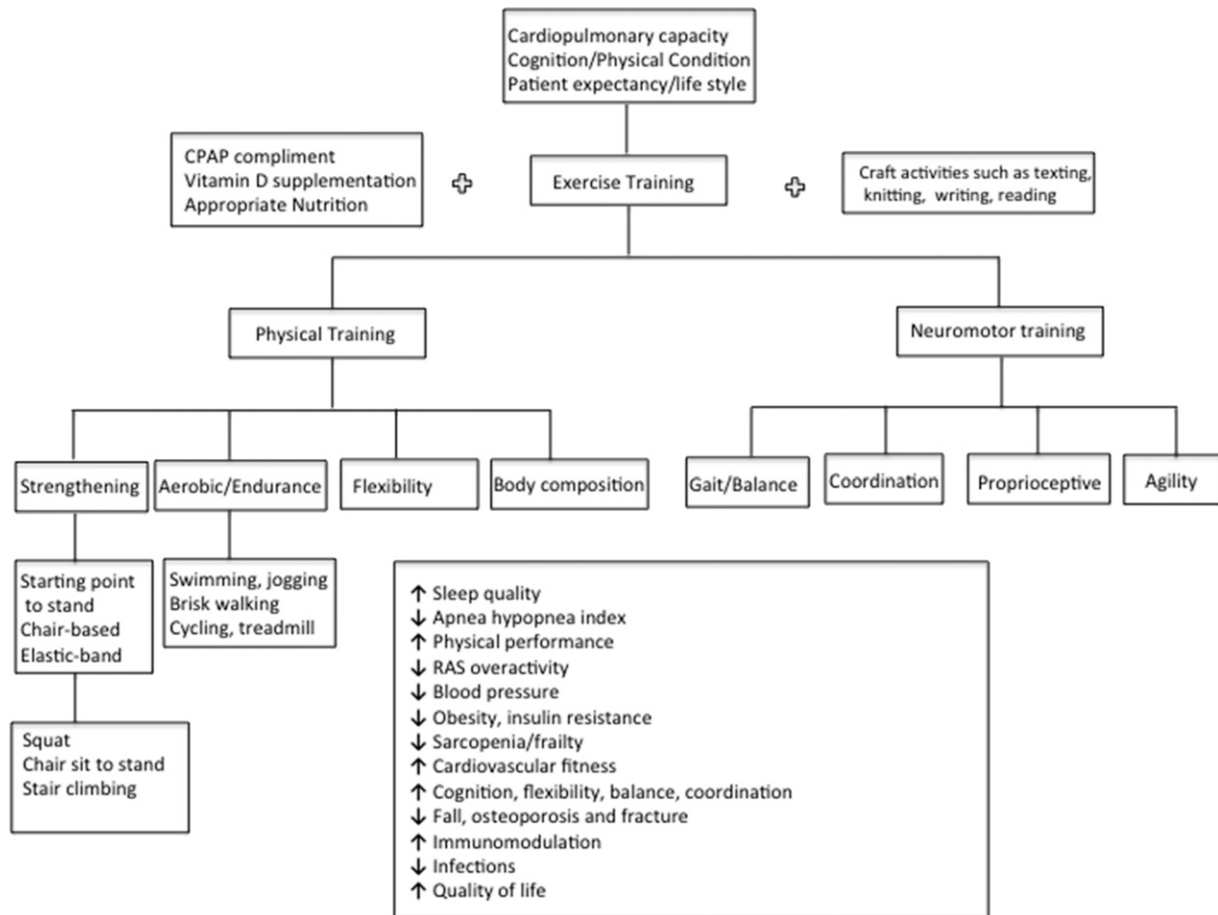 Cardiopulmonary capacity
Cognition/Physical Condition
Patient expectancy/life style
CPAP compliment
Vitamin D supplementation
Appropriate Nutrition
Exercise Training
Craft activities such as texting,
knitting, writing, reading
Physical Training
Neuromotor training
Strengthening
Aerobic/Endurance
Flexibility
Body composition
Gait/Balance
Coordination
Proprioceptive
Agility
Starting point
to stand
Chair-based
Elastic-band
Swimming, jogging
Brisk walking
Cycling, treadmill
Squat
Chair sit to stand
Stair climbing
↑ Sleep quality
↓ Apnea hypopnea index
↑ Physical performance
↓ RAS overactivity
↓ Blood pressure
↓ Obesity, insulin resistance
↓ Sarcopenia/frailty
↑ Cardiovascular fitness
↑ Cognition, flexibility, balance, coordination
↓ Fall, osteoporosis and fracture
↑ Immunomodulation
↓ Infections
↑ Quality of life